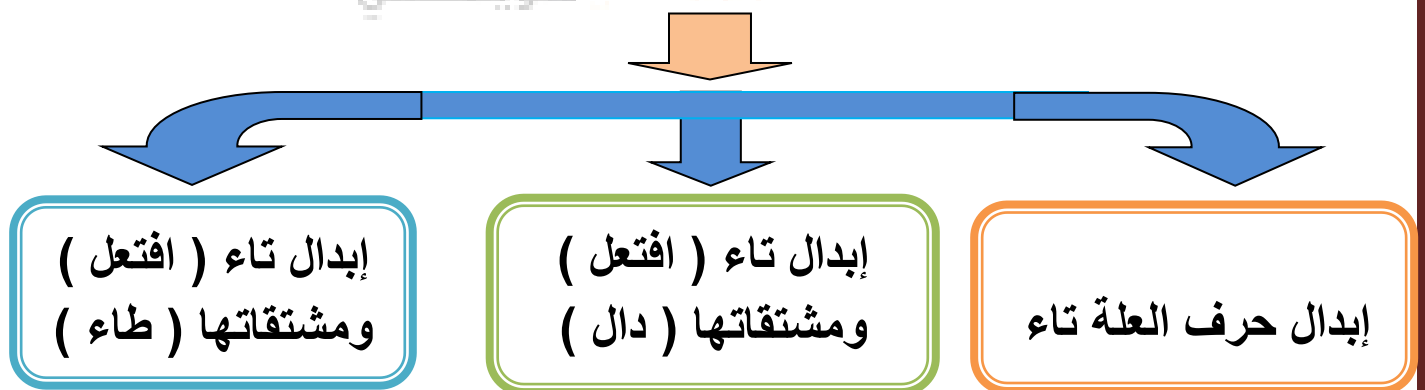 إبدال حرف العلة تاء
إبدال تاء ( افتعل )
ومشتقاتها ( دال )
إبدال تاء ( افتعل )
ومشتقاتها ( طاء )